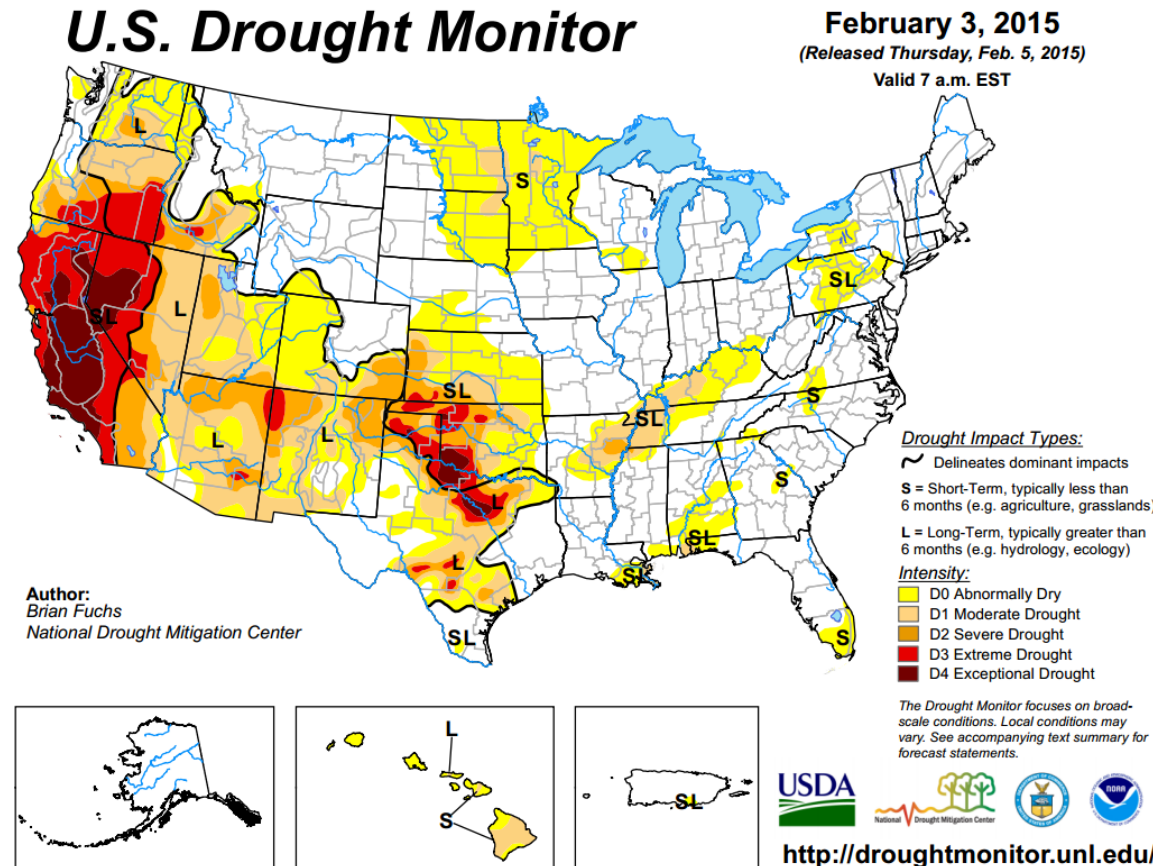 U.S. Drought Monitor
February 3, 2015
(Released Thursday, Feb. 5, 2015)
Valid 7 a.m. EST
L
S
SL
SL
L
SL
S
SL
L
L
S
L
SL
L
SL
S
SL
Drought Impact Types:
Delineates dominant impacts
S = Short-Term, typically less than
6 months (e.g. agriculture, grasslands)
L = Long-Term, typically greater than
6 months (e.g. hydrology, ecology)
Intensity:
D0 Abnormally Dry
D1 Moderate Drought
D2 Severe Drought
D3 Extreme Drought
D4 Exceptional Drought
Author:
Brian Fuchs
National Drought Mitigation Center
The Drought Monitor focuses on broad-
scale conditions. Local conditions may
vary. See accompanying text summary for
forecast statements.
L
S
SL
USDA
National Drought Mitigation Center
NOAA
http://droughtmonitor.unl.edu/